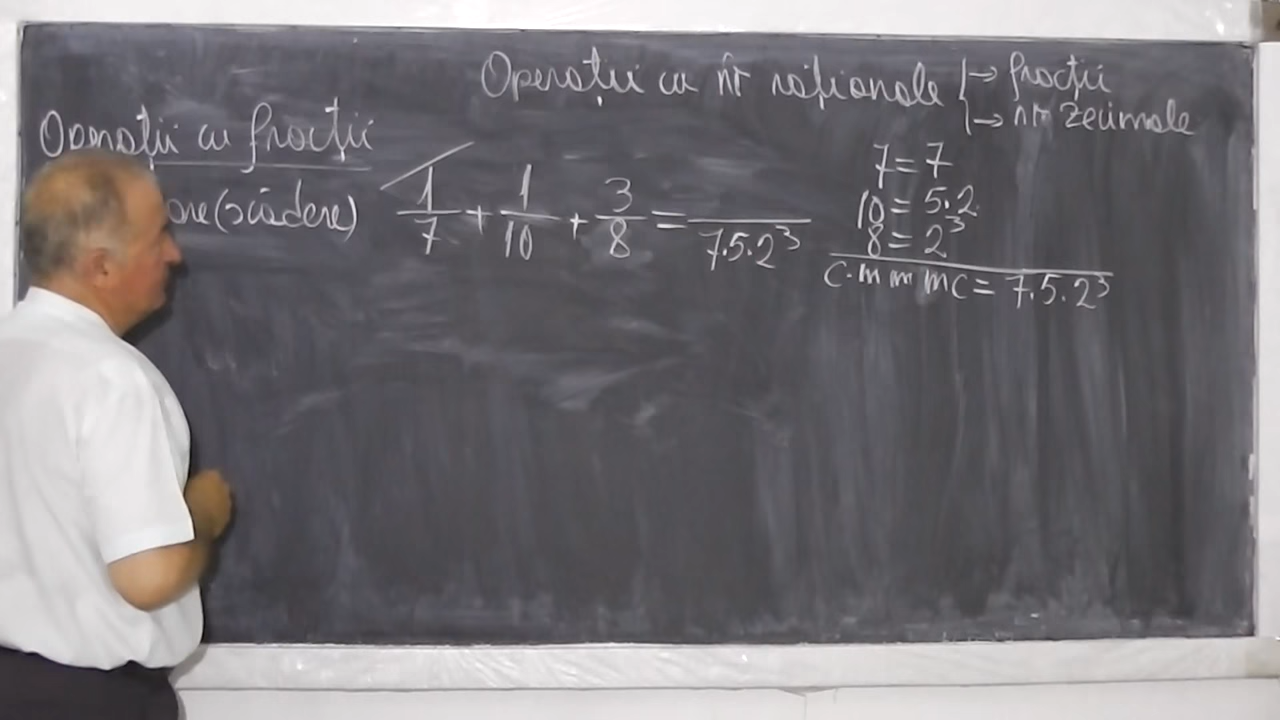 Operații cu nr raționale → fracții
→ nr zecimale
Operații cu fracții
are(scădere) 1/7 + 1/10 + 3/8 = /7·5·2³
7 = 7
10 = 5·2
8 = 2³
c.m m m c = 7·5·2³